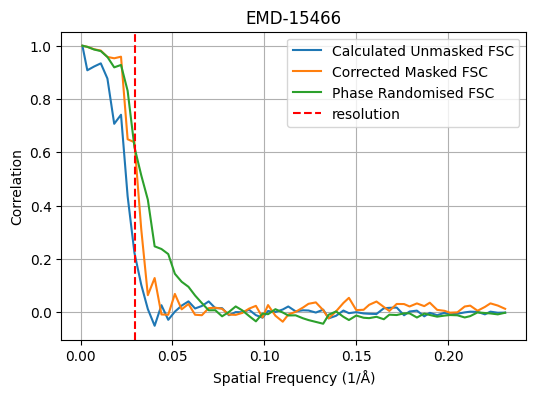 EMD-15466
Calculated Unmasked FSC
Corrected Masked FSC
Phase Randomised FSC
resolution
Correlation
1.0
0.8
0.6
0.4
0.2
0.0
0.00 0.05 0.10 0.15 0.20
Spatial Frequency (1/Å)